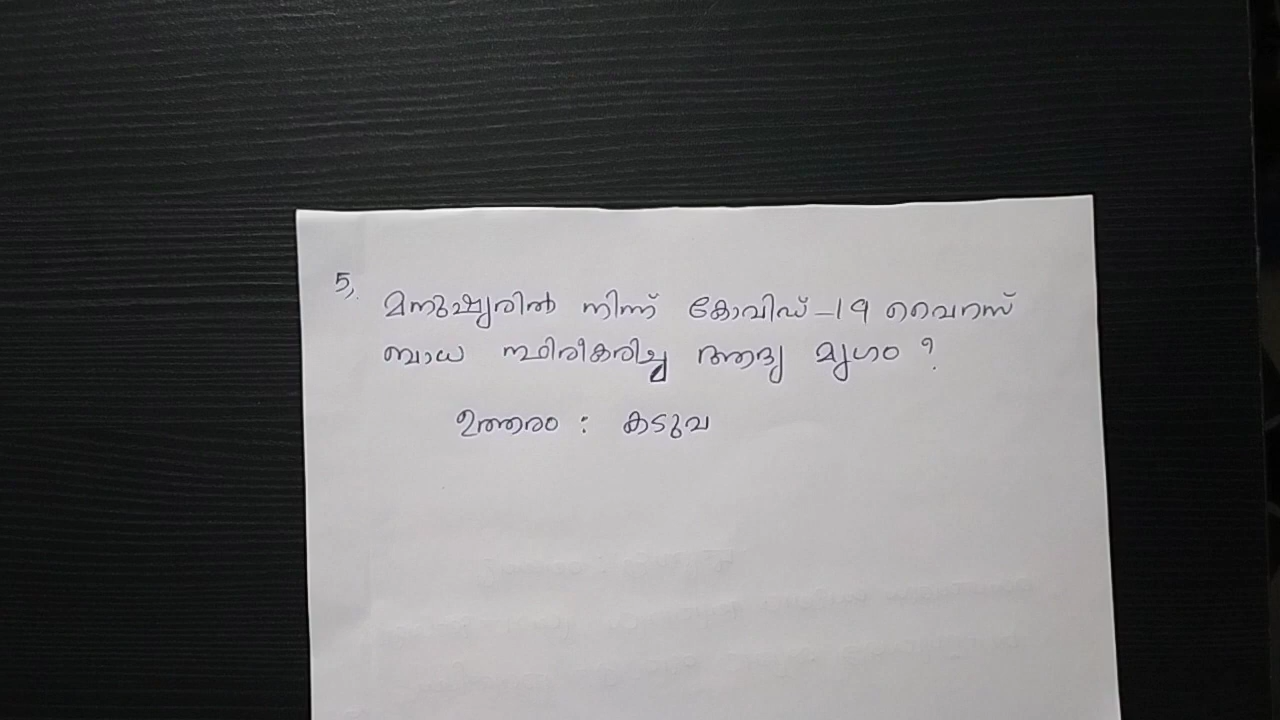 5, മനുഷ്യരിൽ നിന്ന് കോവിഡ്-19 വൈറസ്
ബാധ സ്ഥിരീകരിച്ച ആദ്യ മൃഗം ?
ഉത്തരം : കടുവ